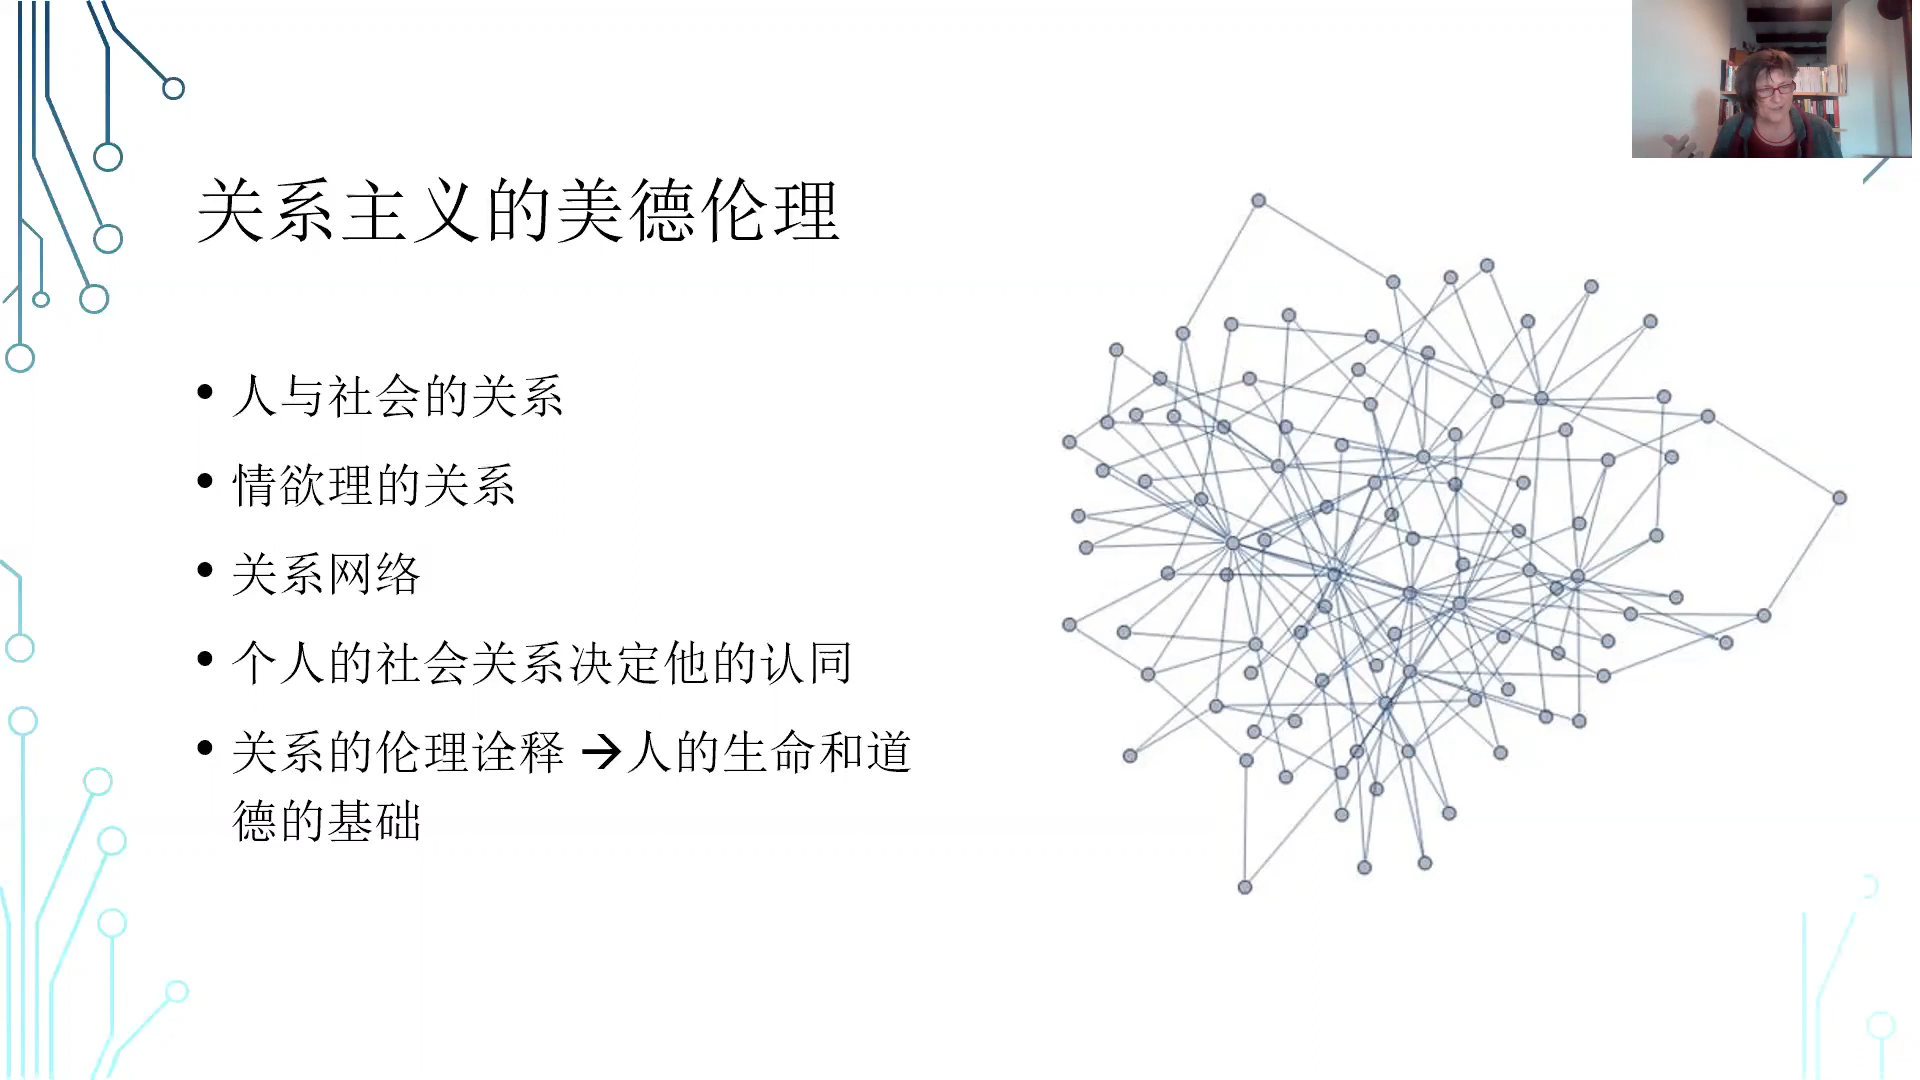 关系主义的美德伦理
• 人与社会的关系
• 情欲理的关系
• 关系网络
• 个人的社会关系决定他的认同
• 关系的伦理诠释 →人的生命和道
德的基础